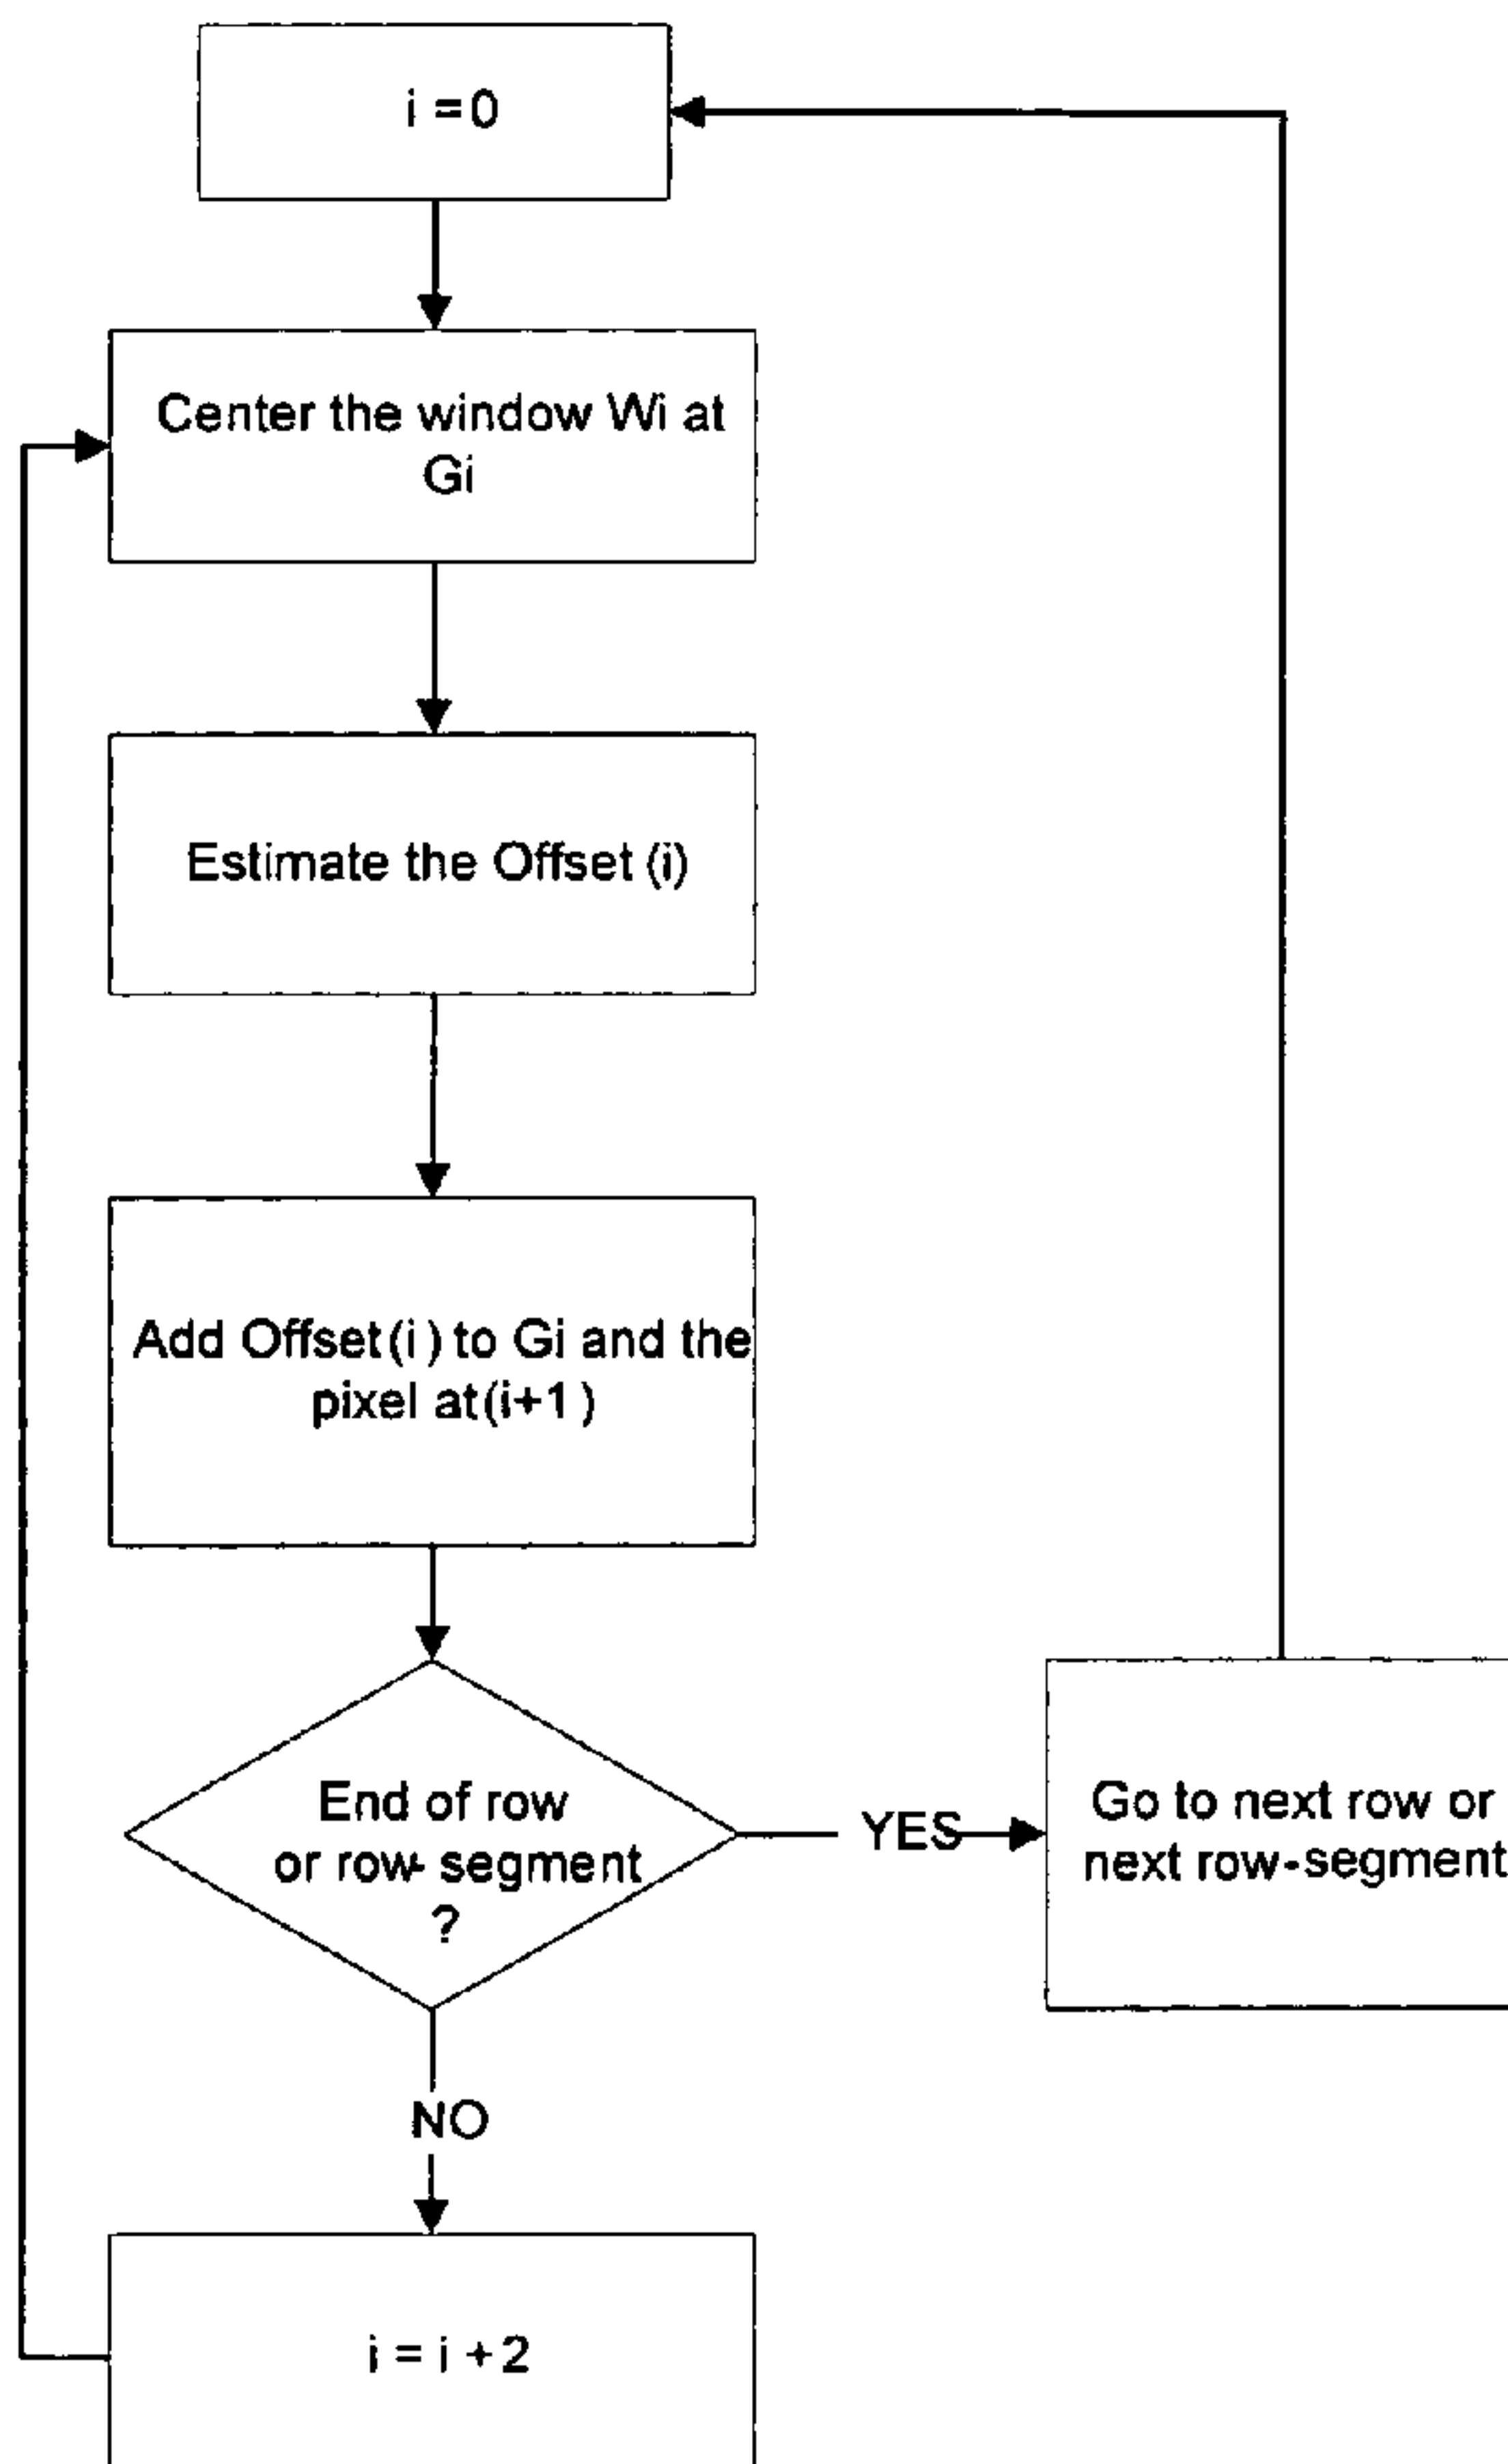 i = 0
Center the window Wi at
Gi
Estimate the Offset (i)
Add Offset(i) to Gi and the
pixel at(i+1)
End of row
or row- segment
?
YES
Go to next row or
next row-segment
NO
i = i + 2